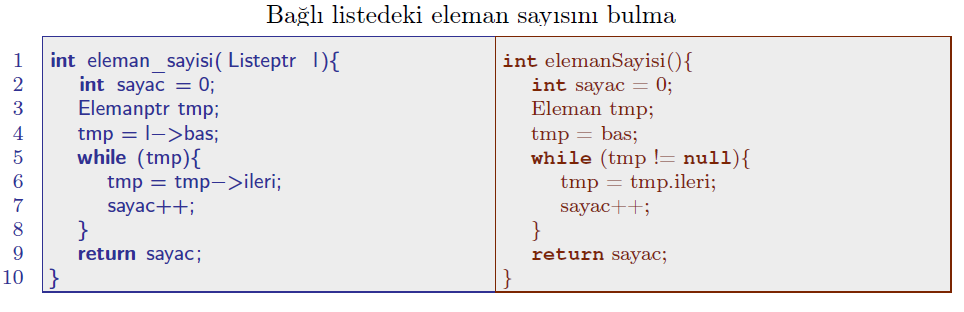 Bağlı listedeki eleman sayısını bulma
1 int eleman_sayisi( Listeptr l){
2 int sayac = 0;
3 Elemanptr tmp;
4 tmp = l−>bas;
5 while (tmp){
6 tmp = tmp−>ileri;
7 sayac++;
8 }
9 return sayac;
10 }
int elemanSayisi(){
int sayac = 0;
Eleman tmp;
tmp = bas;
while (tmp != null){
tmp = tmp.ileri;
sayac++;
}
return sayac;
}